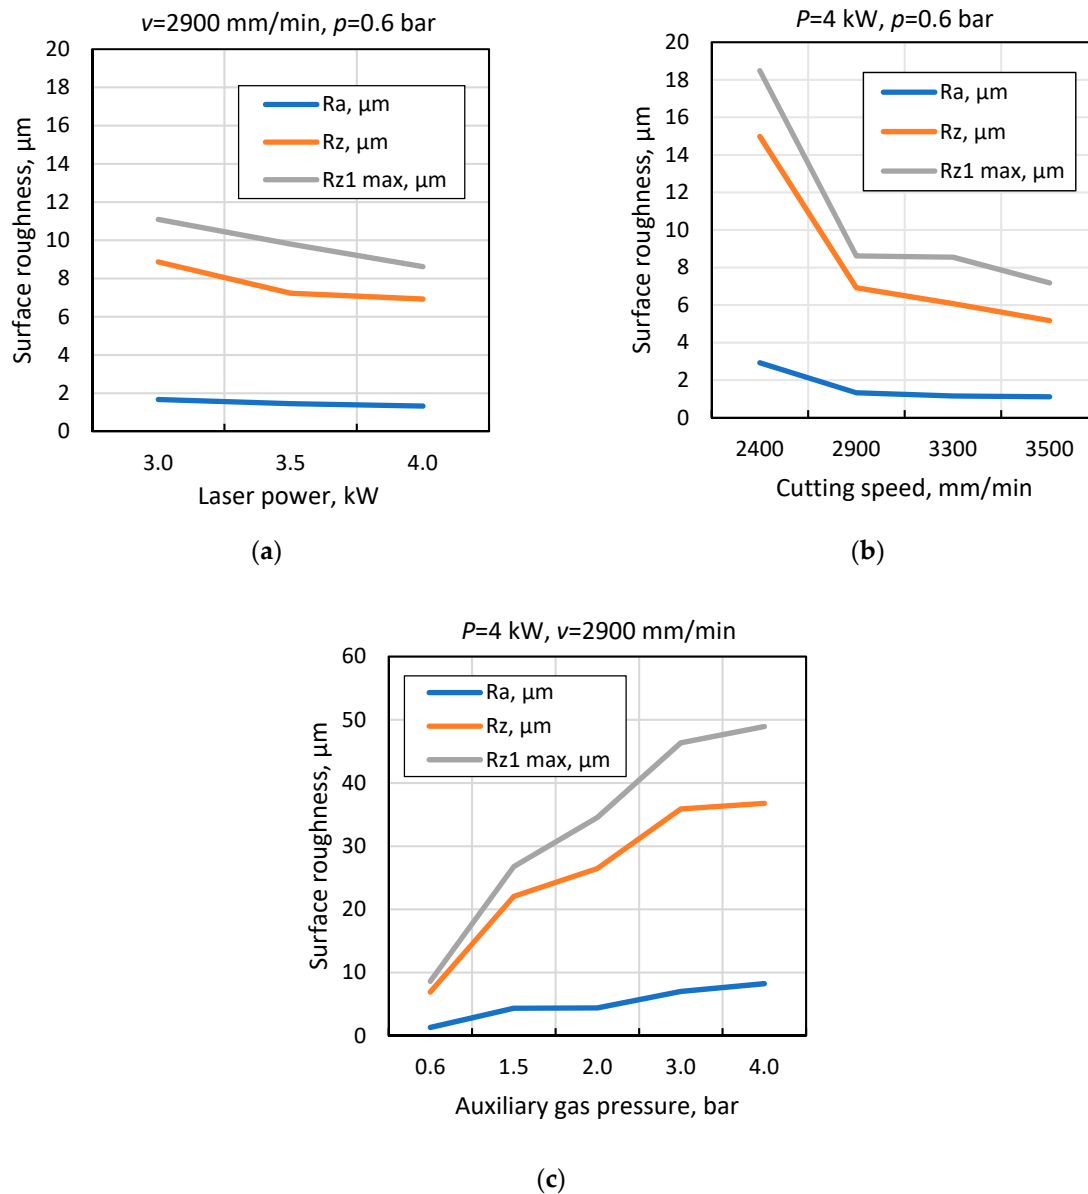 v=2900 mm/min, p=0.6 bar
20
18
16
14
12
10
8
6
4
2
0
Surface roughness, µm
Ra, µm
Rz, µm
Rz1 max, µm
3.0 3.5 4.0
Laser power, kW
(a)
P=4 kW, p=0.6 bar
20
18
16
14
12
10
8
6
4
2
0
Surface roughness, µm
Ra, µm
Rz, µm
Rz1 max, µm
2400 2900 3300 3500
Cutting speed, mm/min
(b)
P=4 kW, v=2900 mm/min
60
50
40
30
20
10
0
Surface roughness, µm
Ra, µm
Rz, µm
Rz1 max, µm
0.6 1.5 2.0 3.0 4.0
Auxiliary gas pressure, bar
(c)